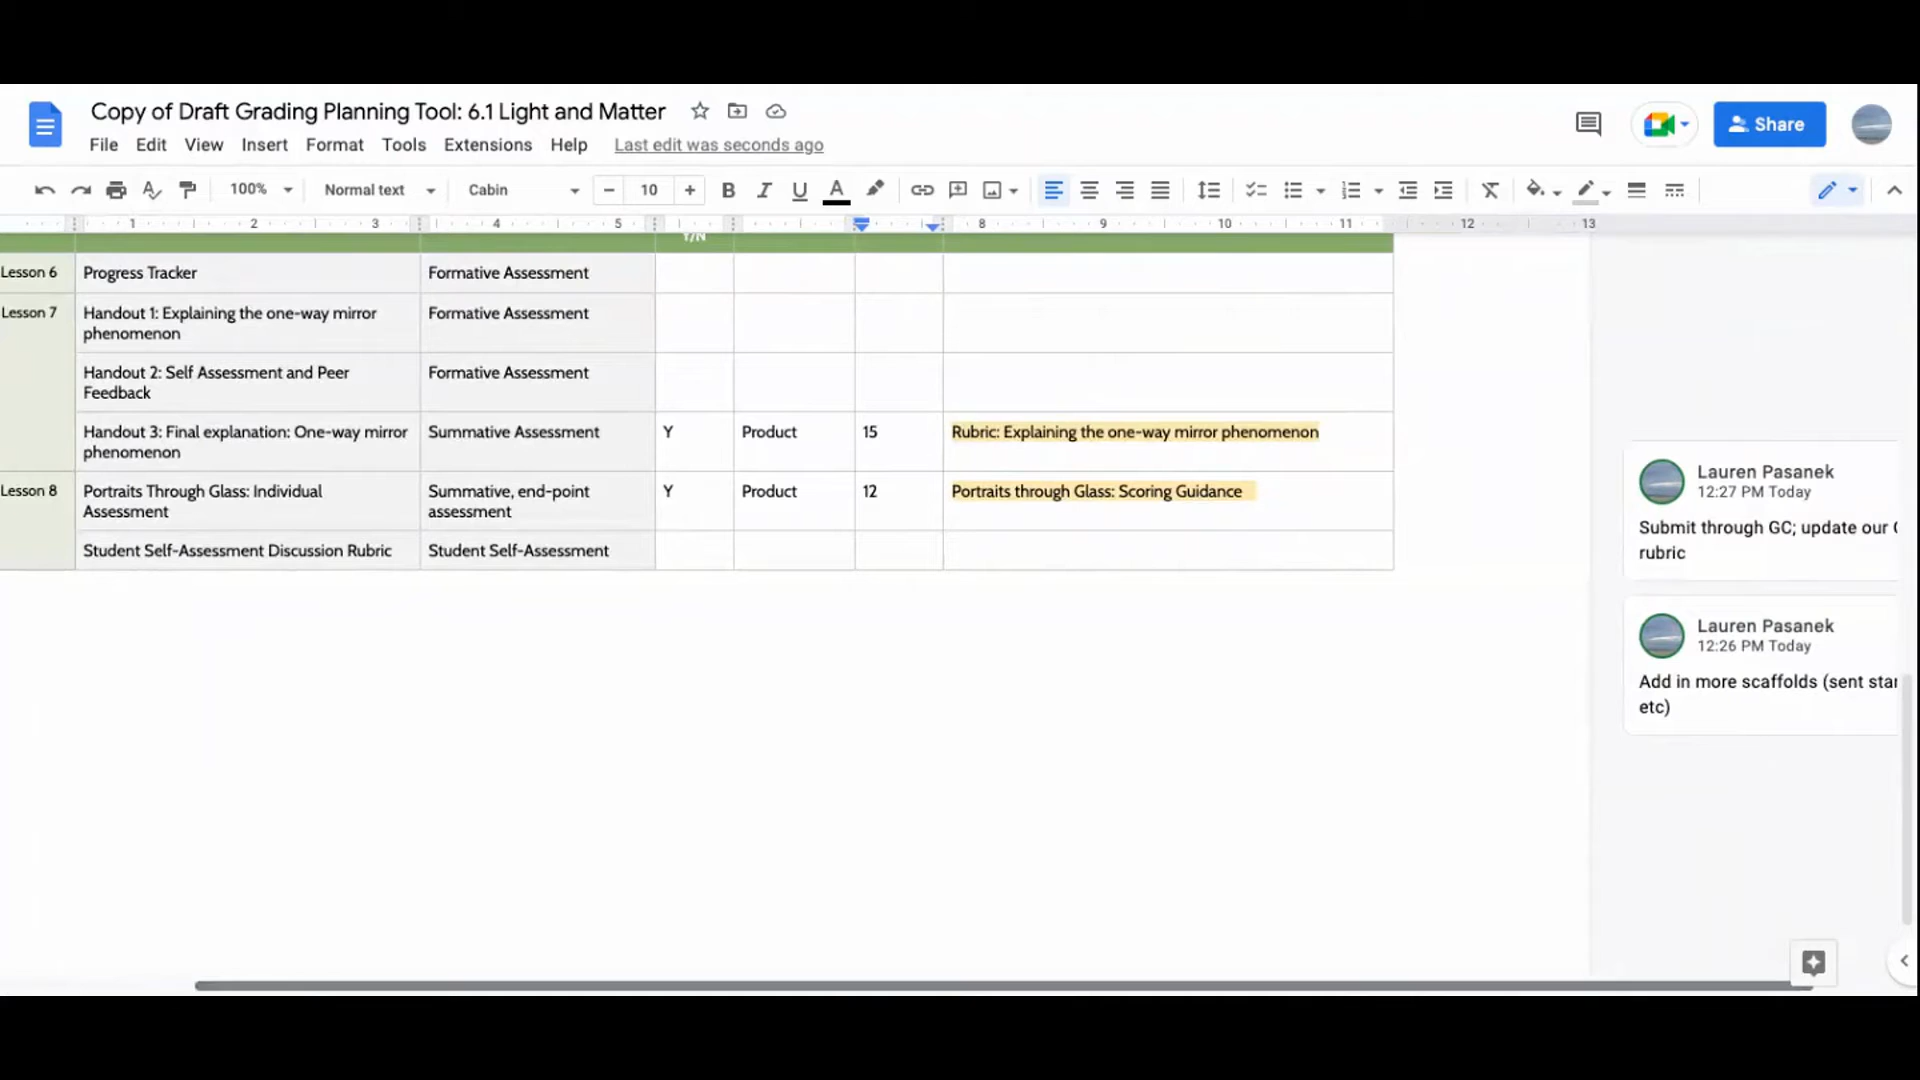 Copy of Draft Grading Planning Tool: 6.1 Light and Matter
File Edit View Insert Format Tools Extensions Help Last edit was seconds ago
Share
100% Normal text Cabin 10 B I U A
1 2 3 4 5 8 9 10 11 12 13
Y/N
Lesson 6 Progress Tracker Formative Assessment
Lesson 7 Handout 1: Explaining the one-way mirror phenomenon Formative Assessment
Handout 2: Self Assessment and Peer Feedback Formative Assessment
Handout 3: Final explanation: One-way mirror phenomenon Summative Assessment Y Product 15 Rubric: Explaining the one-way mirror phenomenon
Lesson 8 Portraits Through Glass: Individual Assessment Summative, end-point assessment Y Product 12 Portraits through Glass: Scoring Guidance
Student Self-Assessment Discussion Rubric Student Self-Assessment
Lauren Pasanek
12:27 PM Today
Submit through GC; update our
rubric
Lauren Pasanek
12:26 PM Today
Add in more scaffolds (sent star
etc)